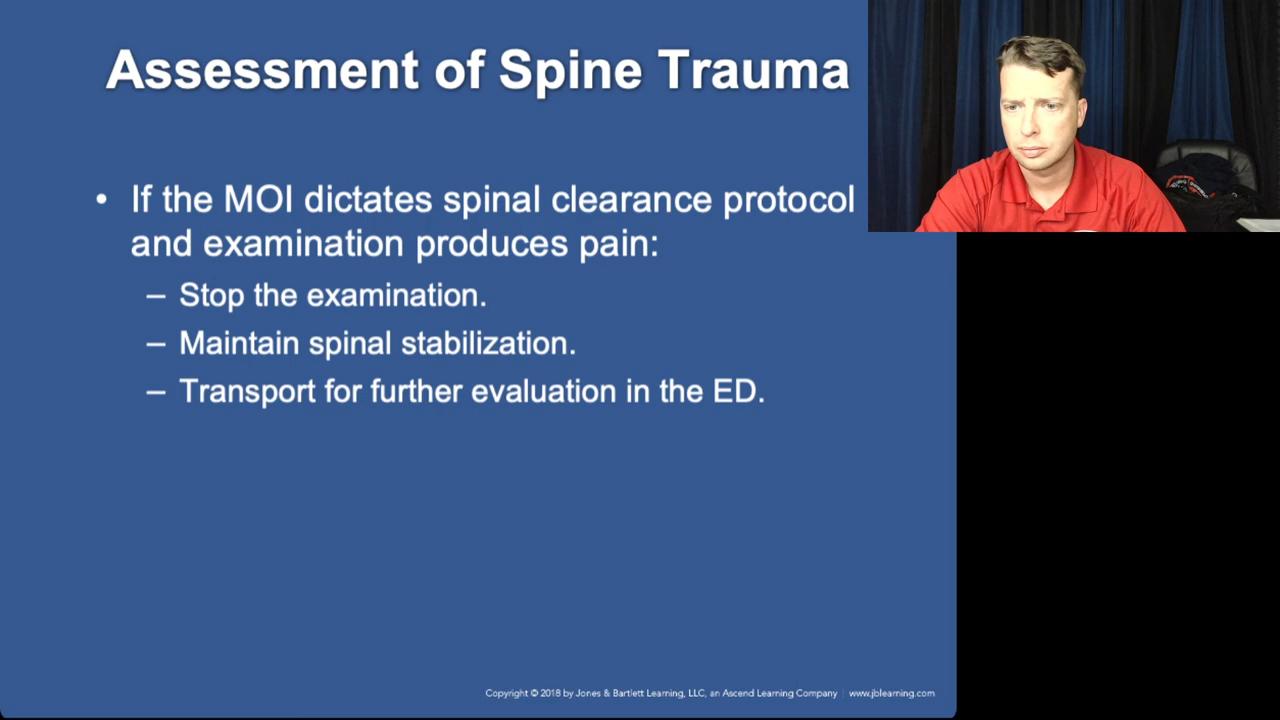 Assessment of Spine Trauma
• If the MOI dictates spinal clearance protocol
and examination produces pain:
– Stop the examination.
– Maintain spinal stabilization.
– Transport for further evaluation in the ED.
Copyright © 2018 by Jones & Bartlett Learning, LLC, an Ascend Learning Company | www.jblearning.com